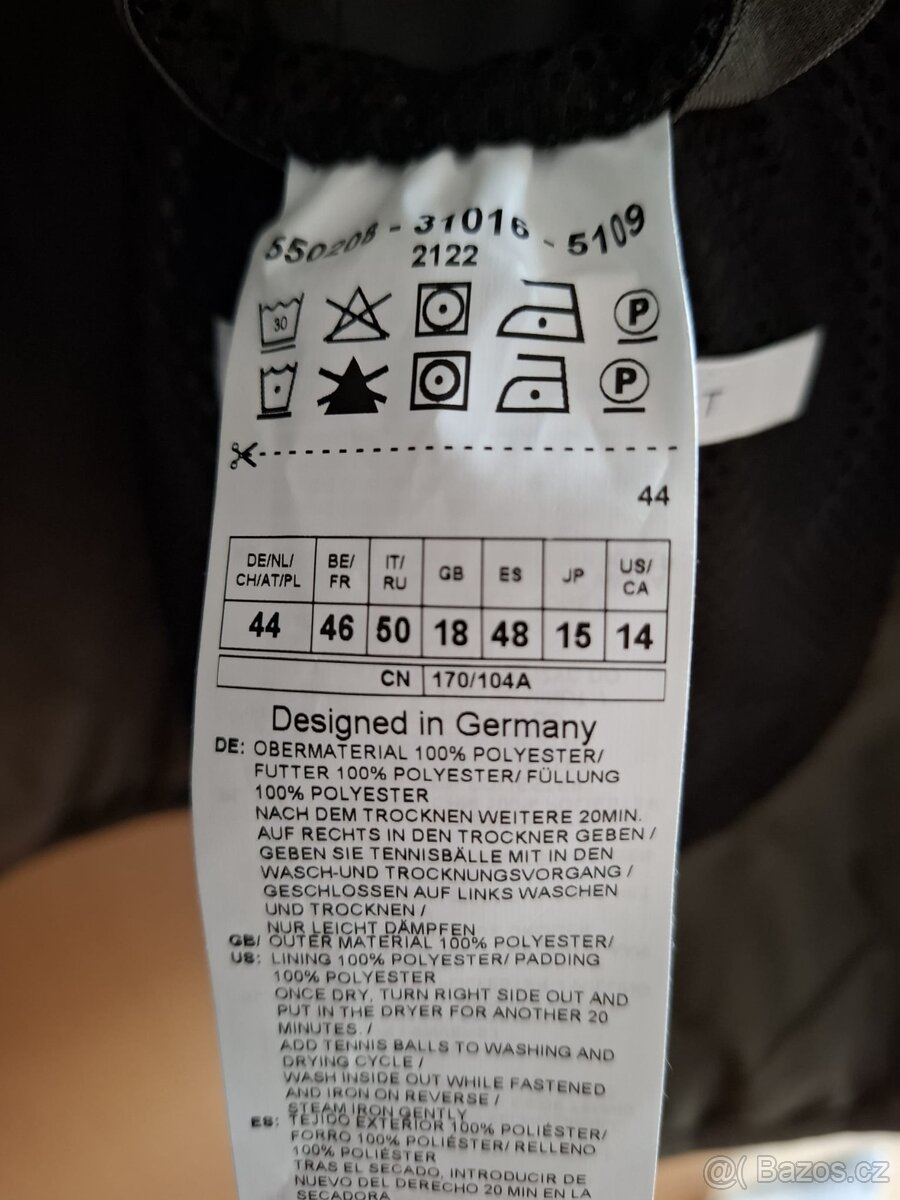 550208 - 31016 - 5109
2122
30
P
P
T
44
DE/NL/ CH/AT/PL BE/ FR IT/ RU GB ES JP US/ CA
44 46 50 18 48 15 14
CN 170/104A
Designed in Germany
DE: OBERMATERIAL 100% POLYESTER/
FUTTER 100% POLYESTER/ FÜLLUNG
100% POLYESTER
NACH DEM TROCKNEN WEITERE 20MIN.
AUF RECHTS IN DEN TROCKNER GEBEN /
GEBEN SIE TENNISBÄLLE MIT IN DEN
WASCH-UND TROCKNUNGSVORGANG /
GESCHLOSSEN AUF LINKS WASCHEN
UND TROCKNEN /
NUR LEICHT DÄMPFEN
GB/ OUTER MATERIAL 100% POLYESTER/
US: LINING 100% POLYESTER/ PADDING
100% POLYESTER
ONCE DRY, TURN RIGHT SIDE OUT AND
PUT IN THE DRYER FOR ANOTHER 20
MINUTES. /
ADD TENNIS BALLS TO WASHING AND
DRYING CYCLE /
WASH INSIDE OUT WHILE FASTENED
AND IRON ON REVERSE /
STEAM IRON GENTLY
ES: TEJIDO EXTERIOR 100% POLIÉSTER/
FORRO 100% POLIÉSTER/ RELLENO
100% POLIÉSTER
TRAS EL SECADO, INTRODUCIR DE
NUEVO DEL DERECHO 20 MIN EN LA
SECADORA
@( Bazos.cz